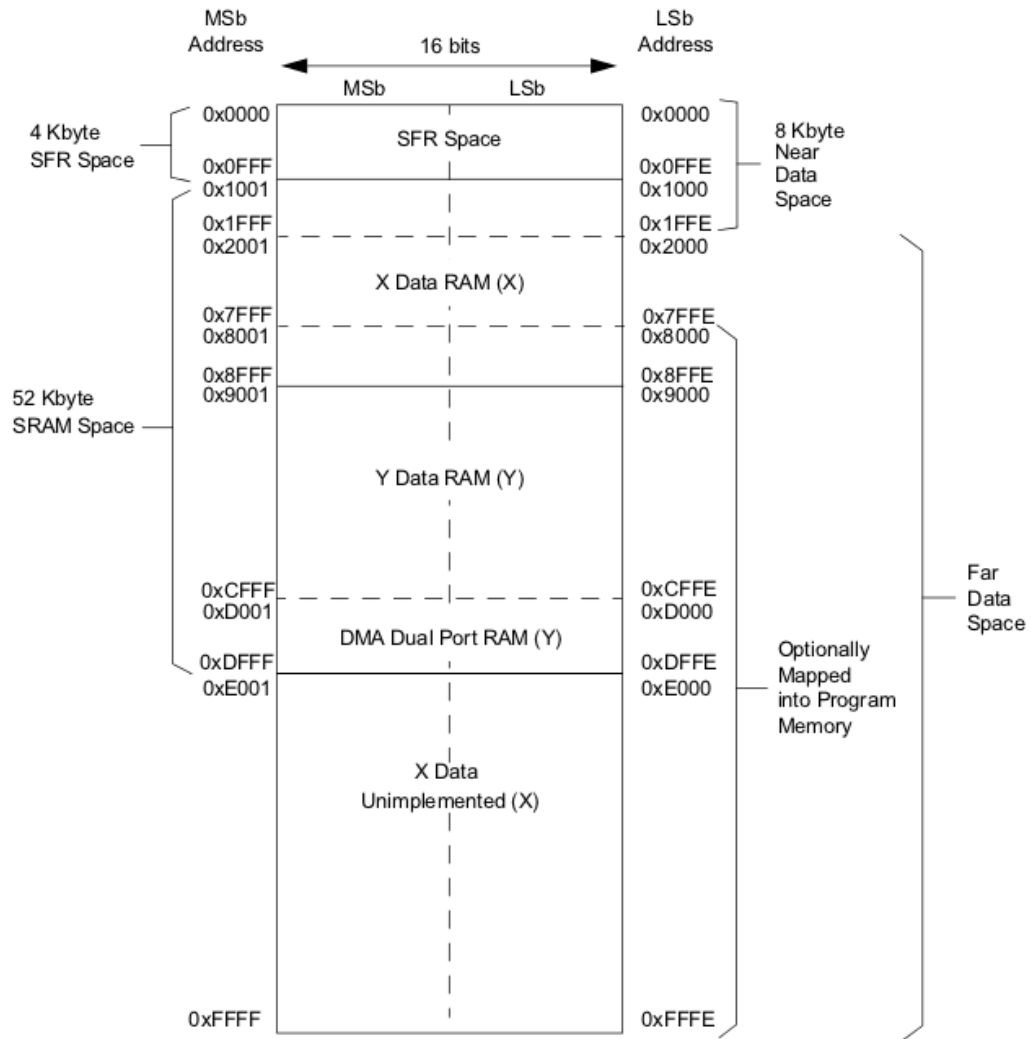 MSb
Address
LSb
Address
16 bits
MSb
LSb
0x0000
0x0000
4 Kbyte
SFR Space
SFR Space
8 Kbyte
Near
Data
Space
0x0FFF
0x0FFE
0x1001
0x1000
0x1FFF
0x1FFE
0x2001
0x2000
X Data RAM (X)
0x7FFF
0x7FFE
0x8001
0x8000
0x8FFF
0x8FFE
0x9001
0x9000
52 Kbyte
SRAM Space
Y Data RAM (Y)
0xCFFF
0xCFFE
0xD001
0xD000
Far
Data
Space
DMA Dual Port RAM (Y)
0xDFFF
0xDFFE
0xE001
0xE000
Optionally
Mapped
into Program
Memory
X Data
Unimplemented (X)
0xFFFF
0xFFFE